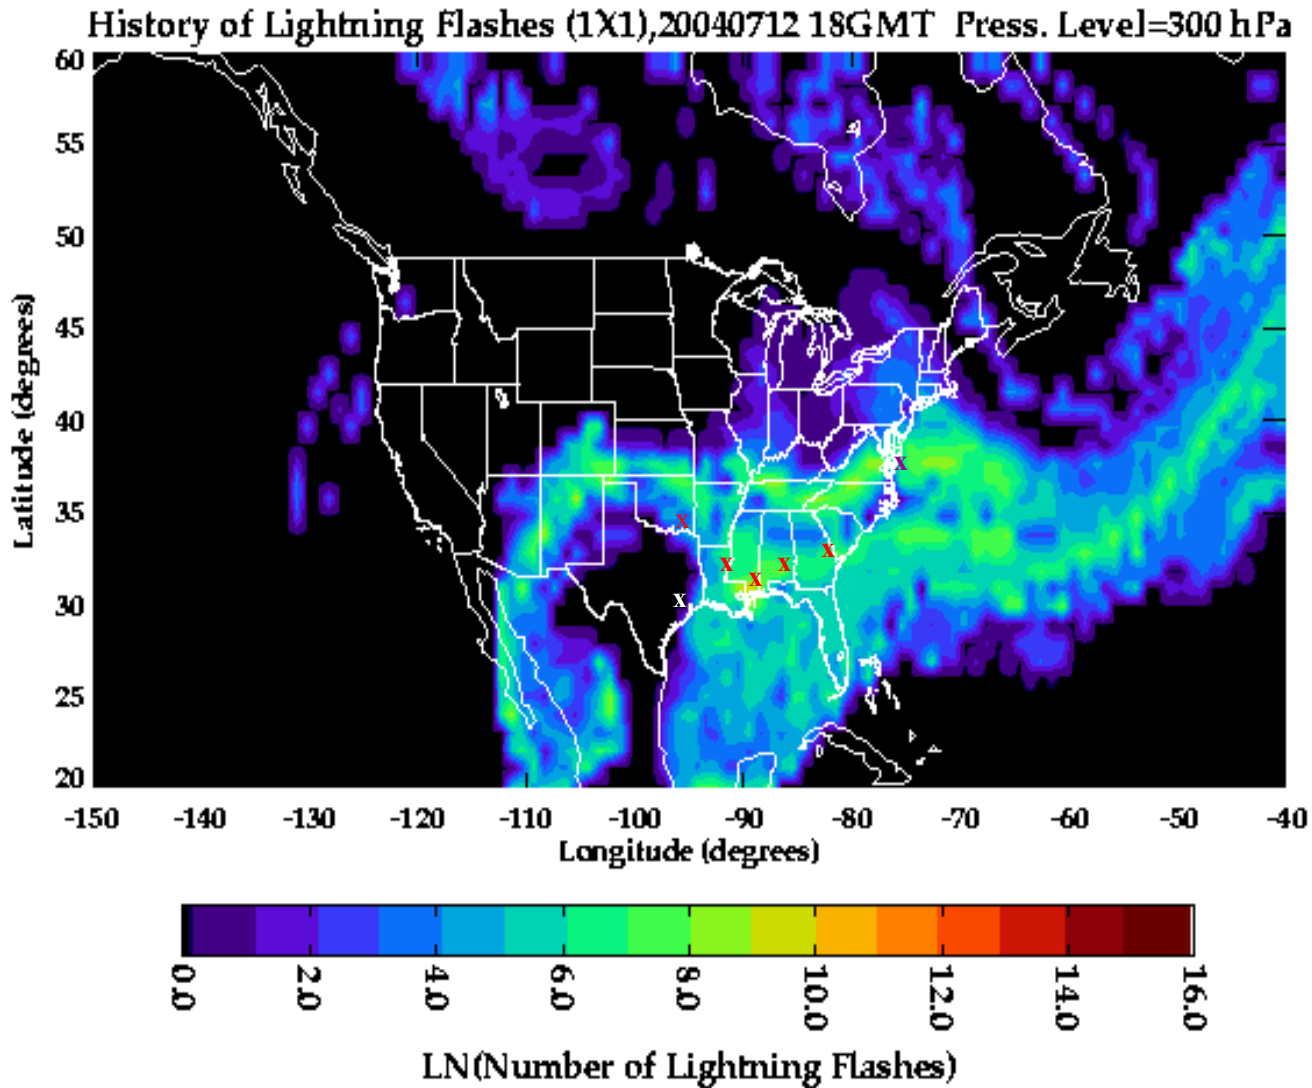 History of Lightning Flashes (1X1),20040712 18GMT Press. Level=300 hPa
60
55
50
45
40
35
30
25
20
Latitude (degrees)
x
x
x
x
x
x
x
-150 -140 -130 -120 -110 -100 -90 -80 -70 -60 -50 -40
Longitude (degrees)
0.0 2.0 4.0 6.0 8.0 10.0 12.0 14.0 16.0
LN(Number of Lightning Flashes)